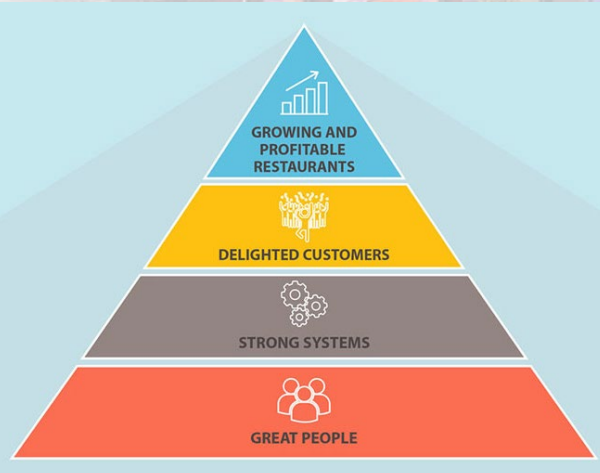 GROWING AND
PROFITABLE
RESTAURANTS
DELIGHTED CUSTOMERS
STRONG SYSTEMS
GREAT PEOPLE